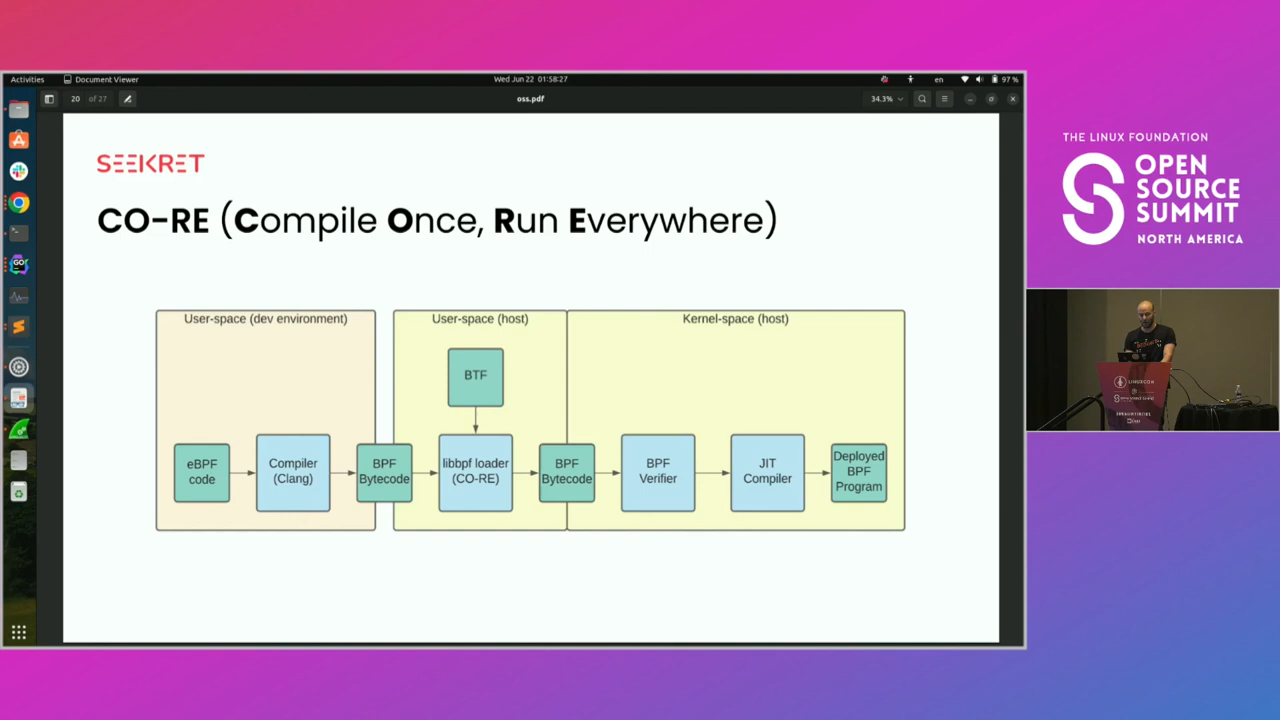 Activities
Document Viewer
Wed Jun 22 01:58:27
en
97 %
20 of 27
oss.pdf
34.3%
SEEKRET
CO-RE (Compile Once, Run Everywhere)
User-space (dev environment)
User-space (host)
Kernel-space (host)
BTF
eBPF
code
Compiler
(Clang)
BPF
Bytecode
libbpf loader
(CO-RE)
BPF
Bytecode
BPF
Verifier
JIT
Compiler
Deployed
BPF
Program
THE LINUX FOUNDATION
OPEN
SOURCE
SUMMIT
NORTH AMERICA
LINUXCON